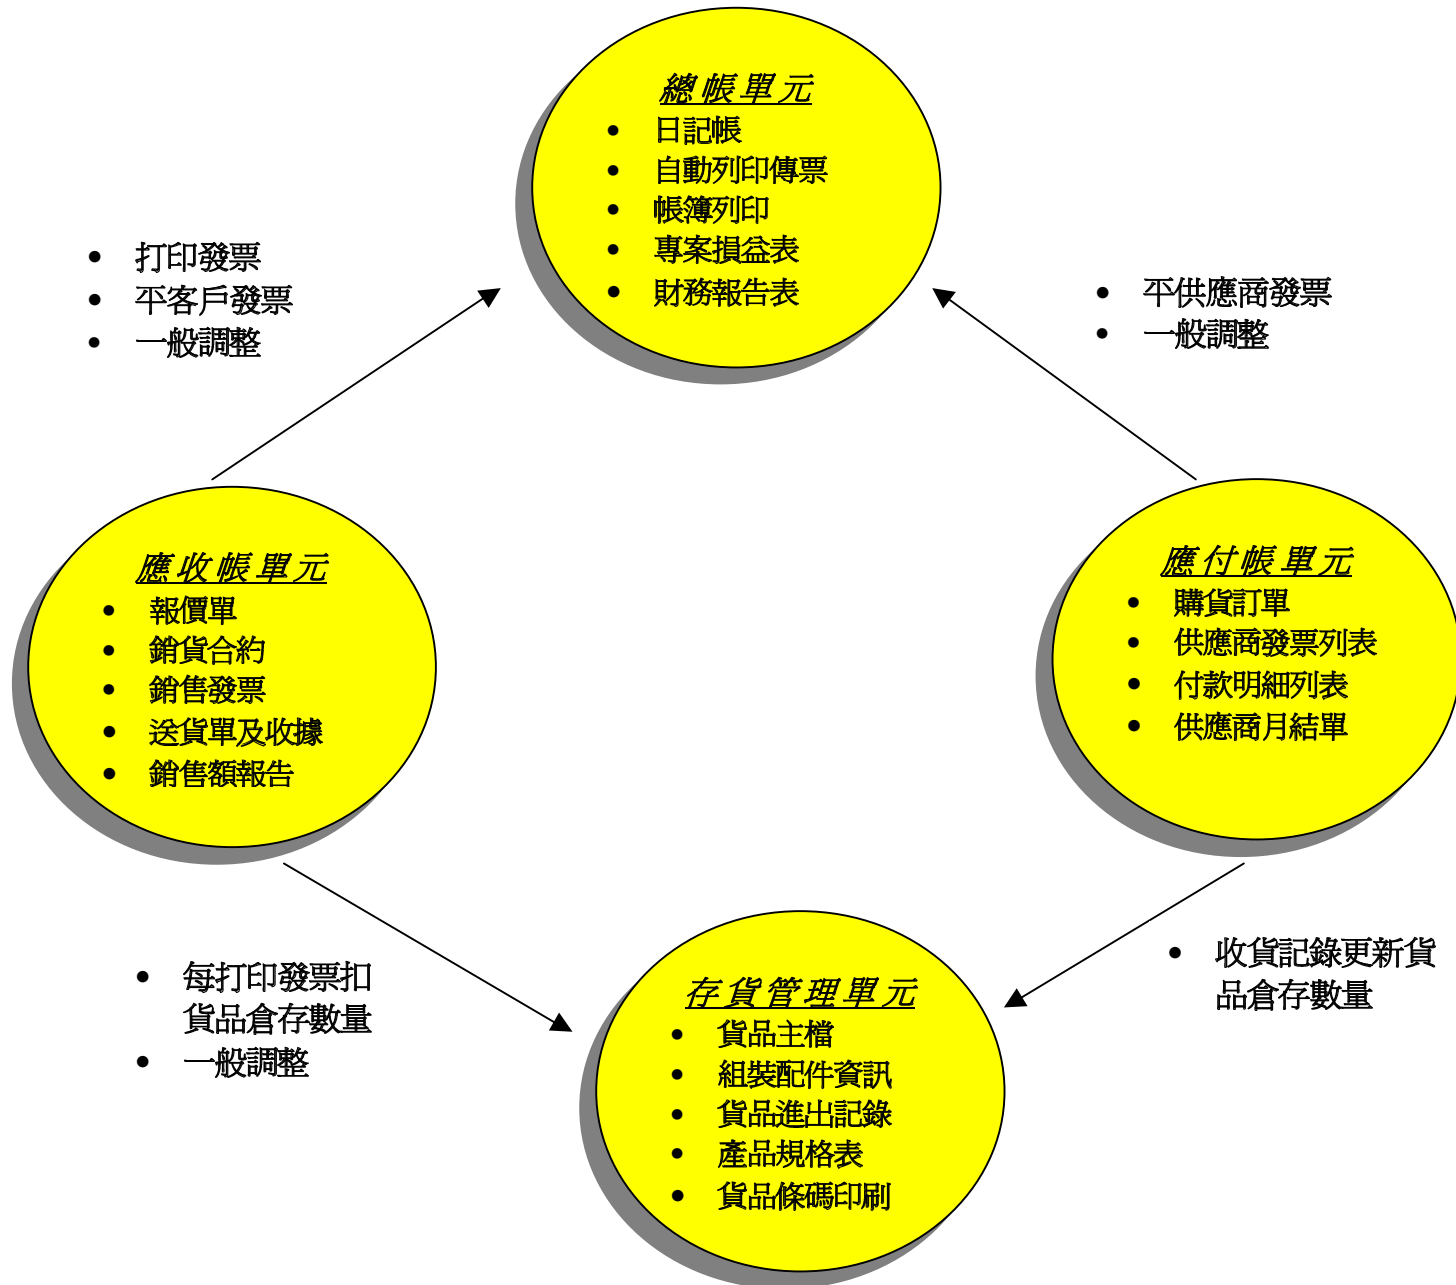 總帳單元
• 日記帳
• 自動列印傳票
• 帳簿列印
• 專案損益表
• 財務報告表
• 打印發票
• 平客戶發票
• 一般調整
• 平供應商發票
• 一般調整
應收帳單元
• 報價單
• 銷貨合約
• 銷售發票
• 送貨單及收據
• 銷售額報告
應付帳單元
• 購貨訂單
• 供應商發票列表
• 付款明細列表
• 供應商月結單
• 每打印發票扣
貨品倉存數量
• 一般調整
• 收貨記錄更新貨
品倉存數量
存貨管理單元
• 貨品主檔
• 組裝配件資訊
• 貨品進出記錄
• 產品規格表
• 貨品條碼印刷